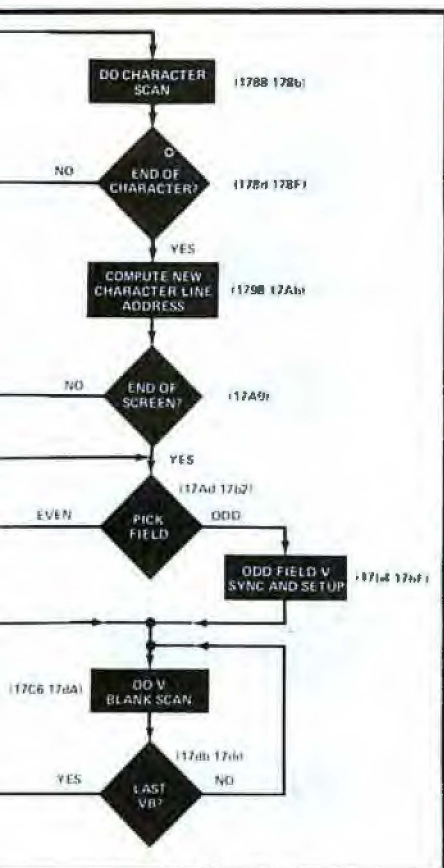 DO CHARACTER
SCAN
(1788 178b)
NO
END OF
CHARACTER?
(178d 178F)
YES
COMPUTE NEW
CHARACTER LINE
ADDRESS
(1798 17Ab)
NO
END OF
SCREEN?
(17A9)
YES
(17Ad 17b2)
EVEN
PICK
FIELD
ODD
ODD FIELD V
SYNC AND SETUP
(17C6 17dA)
DO V
BLANK SCAN
YES
LAST
VB?
NO